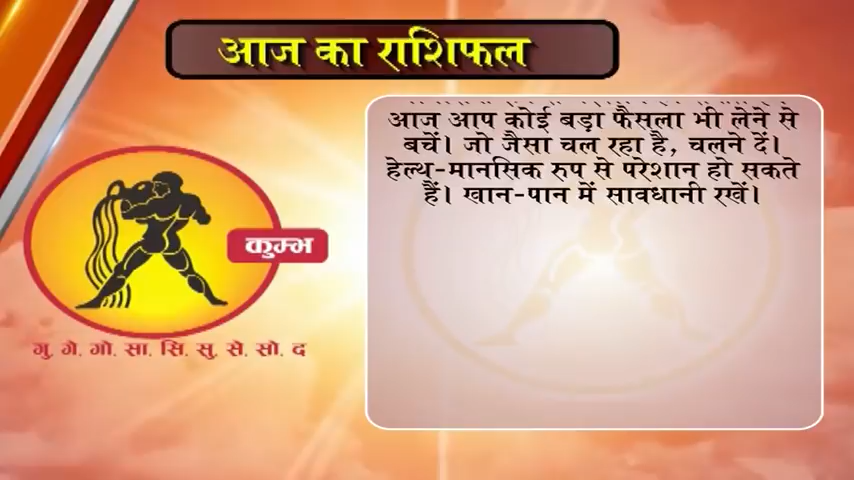 आज का राशिफल
आज आप कोई बड़ा फैसला भी लेने से
बचें। जो जैसा चल रहा है, चलने दें।
हेल्थ-मानसिक रुप से परेशान हो सकते
हैं। खान-पान में सावधानी रखें।
कुम्भ
गु. गे. गो. सा. सि. सु. से. सो. द